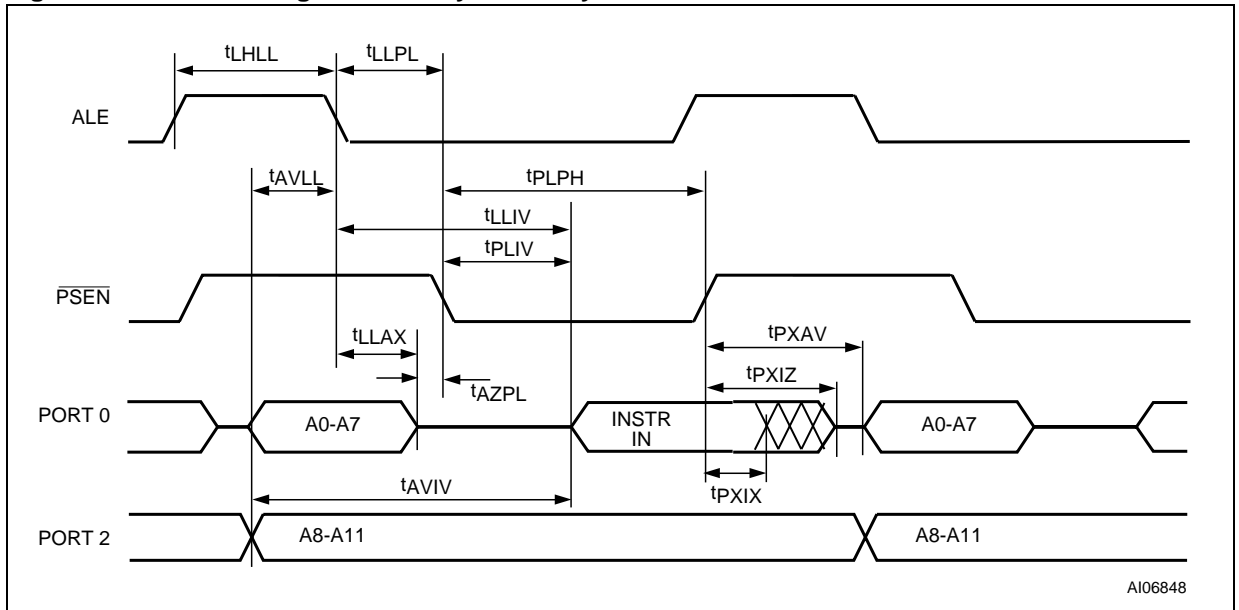 tLHLL tLLPL
ALE
tAVLL tPLPH
tLLIV
tPLIV
PSEN
tLLAX tPXAV
tAZPL tPXIZ
PORT 0 A0-A7 INSTR IN A0-A7
tPXIX
tAVIV
PORT 2 A8-A11 A8-A11
AI06848